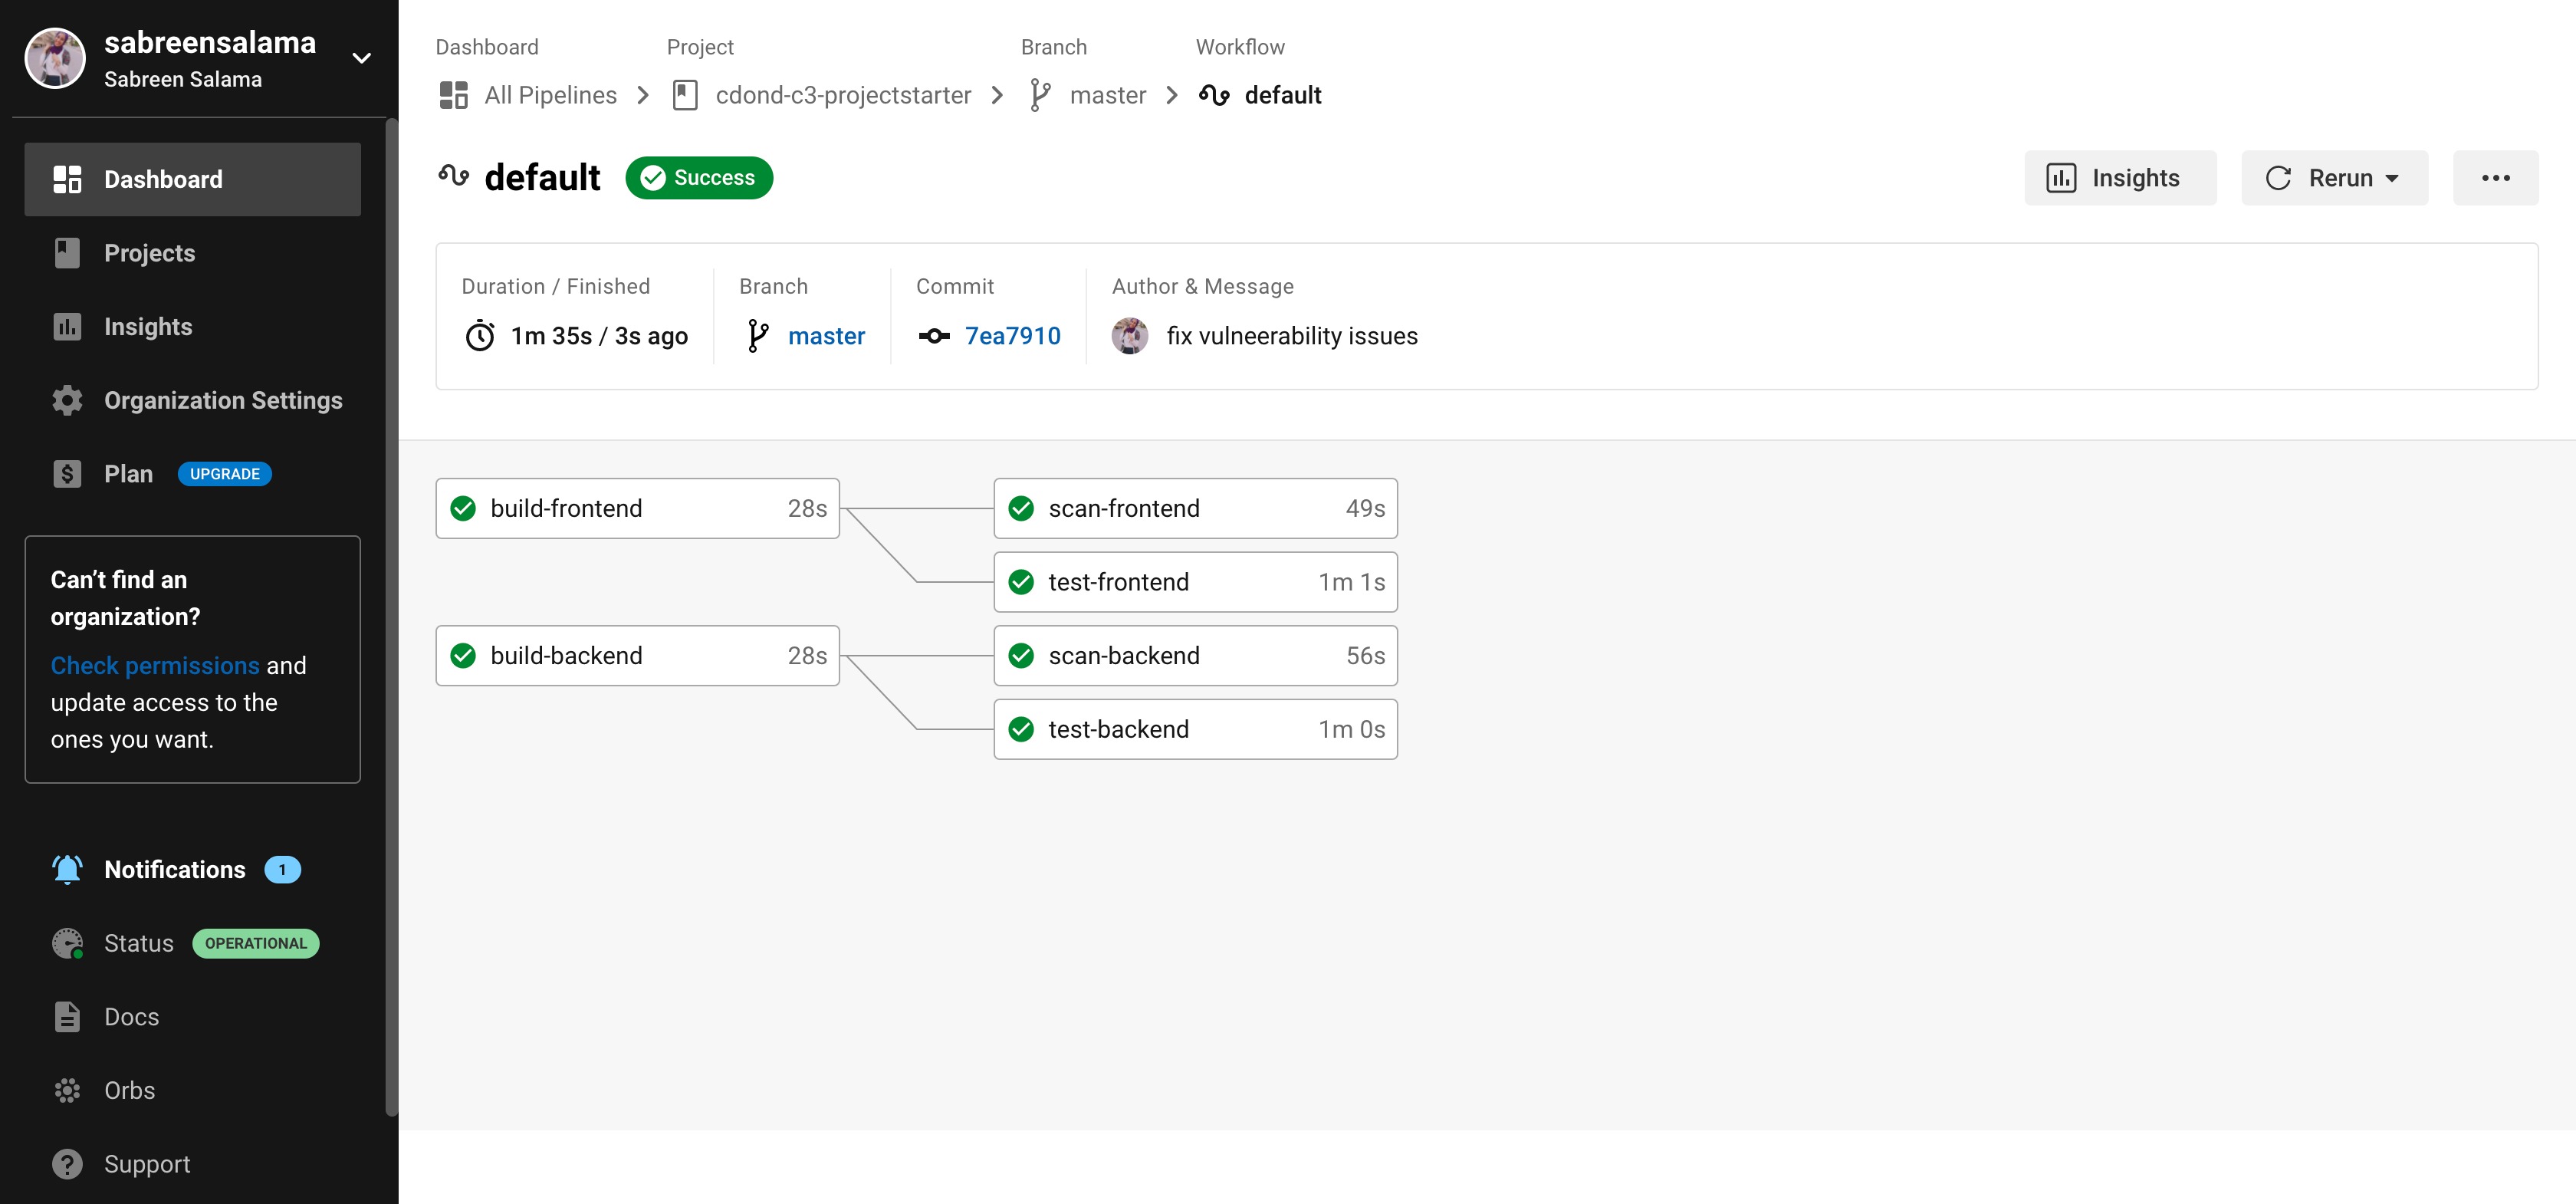 sabreensalama
Sabreen Salama
Dashboard
Projects
Insights
Organization Settings
Plan UPGRADE
Can’t find an
organization?
Check permissions and
update access to the
ones you want.
Notifications 1
Status OPERATIONAL
Docs
Orbs
Support
Dashboard Project Branch Workflow
All Pipelines cdond-c3-projectstarter master default
default Success Insights Rerun
Duration / Finished Branch Commit Author & Message
1m 35s / 3s ago master 7ea7910 fix vulneerability issues
build-frontend 28s scan-frontend 49s
test-frontend 1m 1s
build-backend 28s scan-backend 56s
test-backend 1m 0s